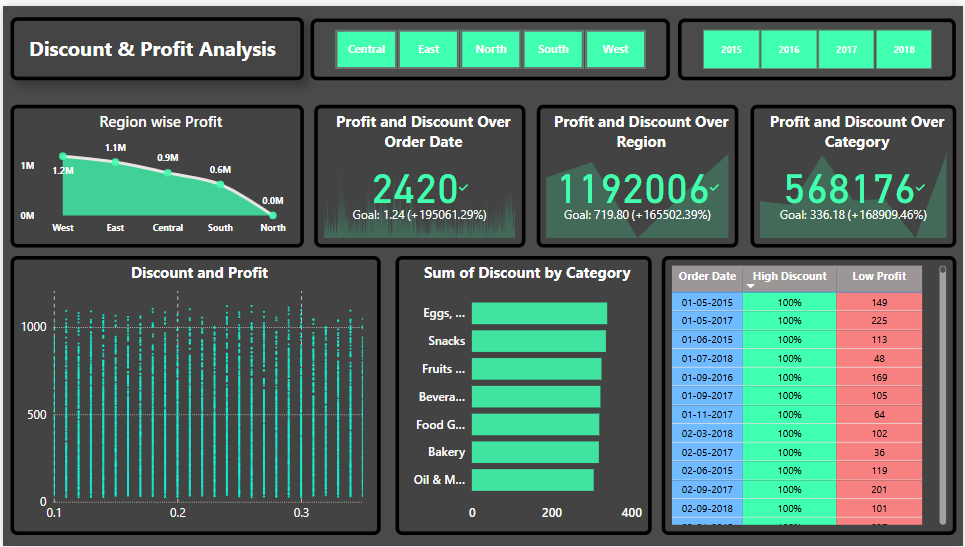 Discount & Profit Analysis
Central East North South West
2015 2016 2017 2018
Region wise Profit
1M
0M
1.2M
1.1M
0.9M
0.6M
0.0M
West East Central South North
Profit and Discount Over
Order Date
2420
Goal: 1.24 (+195061.29%)
Profit and Discount Over
Region
1192006
Goal: 719.80 (+165502.39%)
Profit and Discount Over
Category
568176
Goal: 336.18 (+168909.46%)
Discount and Profit
1000
500
0
0.1 0.2 0.3
Sum of Discount by Category
Eggs, ...
Snacks
Fruits ...
Bevera...
Food G...
Bakery
Oil & M...
0 200 400
Order Date High Discount Low Profit
01-05-2015 100% 149
01-05-2017 100% 225
01-06-2015 100% 113
01-07-2018 100% 48
01-09-2016 100% 169
01-09-2017 100% 105
01-11-2017 100% 64
02-03-2018 100% 102
02-05-2017 100% 36
02-06-2015 100% 119
02-09-2017 100% 201
02-09-2018 100% 101